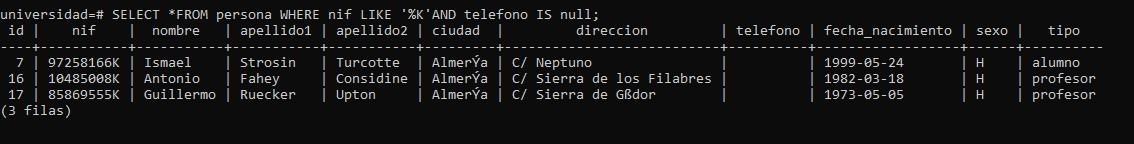 universidad=# SELECT *FROM persona WHERE nif LIKE '%K'AND telefono IS null;
 id |    nif    |  nombre   | apellido1 | apellido2 | ciudad  |         direccion          | telefono | fecha_nacimiento | sexo |   tipo
----+-----------+-----------+-----------+-----------+---------+----------------------------+----------+------------------+------+----------
  7 | 97258166K | Ismael    | Strosin   | Turcotte  | AlmerÝa | C/ Neptuno                 |          | 1999-05-24       | H    | alumno
 16 | 10485008K | Antonio   | Fahey     | Considine | AlmerÝa | C/ Sierra de los Filabres  |          | 1982-03-18       | H    | profesor
 17 | 85869555K | Guillermo | Ruecker   | Upton     | AlmerÝa | C/ Sierra de Gßdor         |          | 1973-05-05       | H    | profesor
(3 filas)